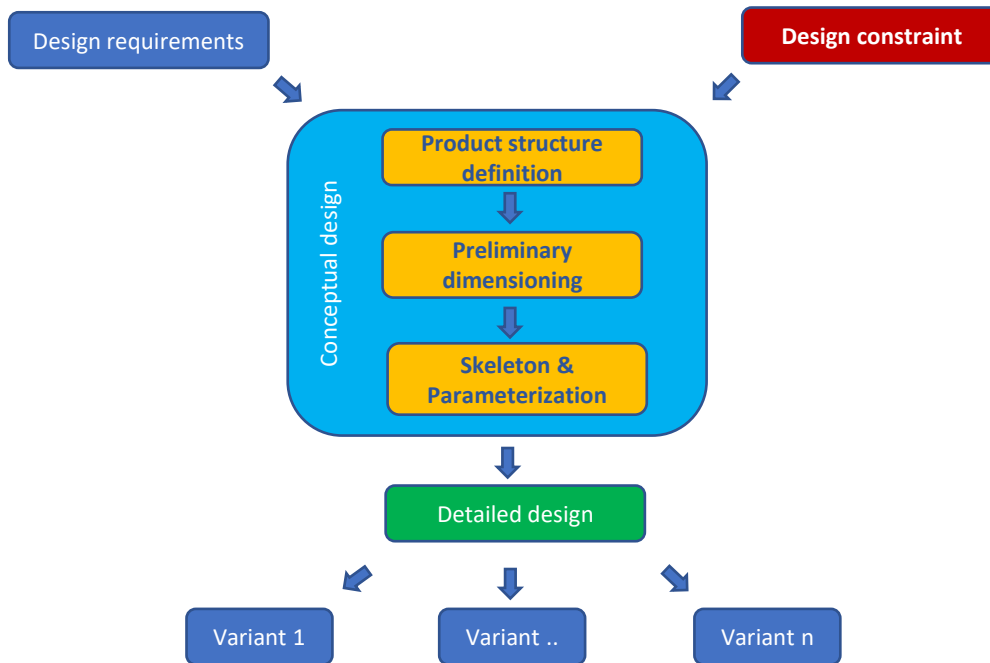 Design requirements
Design constraint
Conceptual design
Product structure
definition
Preliminary
dimensioning
Skeleton &
Parameterization
Detailed design
Variant 1
Variant ..
Variant n